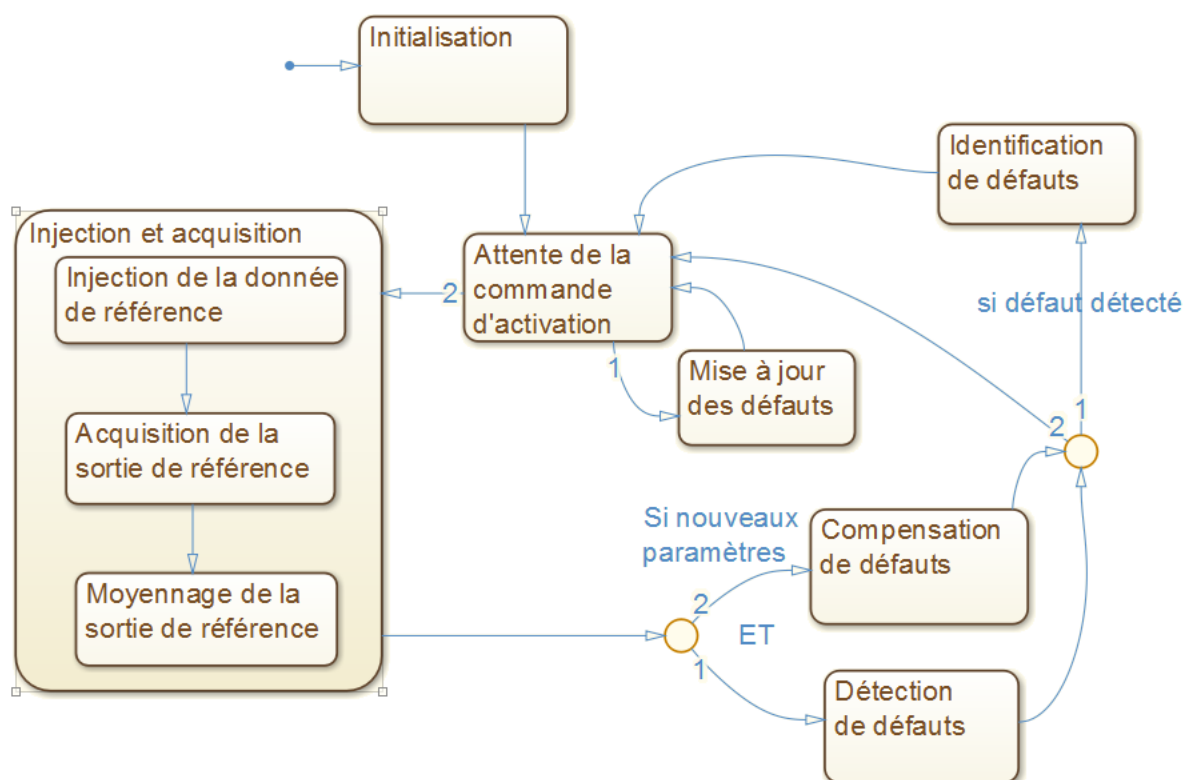 Initialisation
Identification
de défauts
Injection et acquisition
Injection de la donnée
de référence
Attente de la
commande
d'activation
2
1
si défaut détecté
Mise à jour
des défauts
Acquisition de la
sortie de référence
1
2
Si nouveaux
paramètres
Compensation
de défauts
Moyennage de la
sortie de référence
2
ET
1
Détection
de défauts